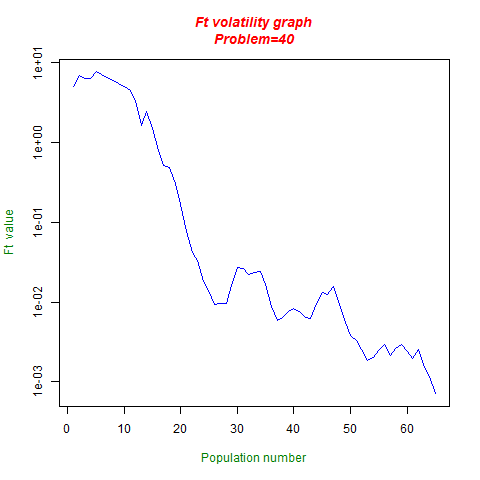 Ft volatility graph
Problem=40
1e+01
1e+00
1e-01
1e-02
1e-03
Ft value
0 10 20 30 40 50 60
Population number